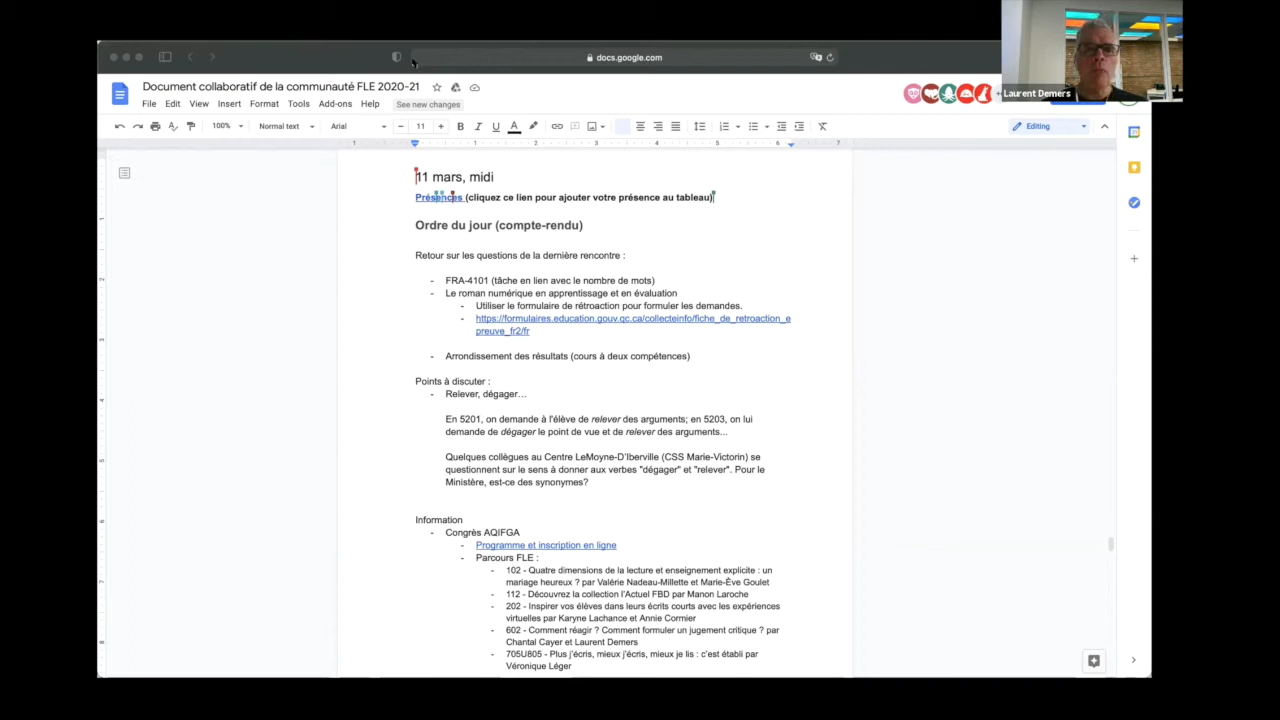 docs.google.com
Laurent Demers
Document collaboratif de la communauté FLE 2020-21
File Edit View Insert Format Tools Add-ons Help See new changes
100% Normal text Arial 11 Editing
1 1 2 3 4 5 6 7
11 mars, midi
Présences (cliquez ce lien pour ajouter votre présence au tableau)
Ordre du jour (compte-rendu)
Retour sur les questions de la dernière rencontre :
- FRA-4101 (tâche en lien avec le nombre de mots)
- Le roman numérique en apprentissage et en évaluation
- Utiliser le formulaire de rétroaction pour formuler les demandes.
- https://formulaires.education.gouv.qc.ca/collecteinfo/fiche_de_retroaction_e
preuve_fr2/fr
- Arrondissement des résultats (cours à deux compétences)
Points à discuter :
- Relever, dégager…
En 5201, on demande à l'élève de relever des arguments; en 5203, on lui
demande de dégager le point de vue et de relever des arguments...
Quelques collègues au Centre LeMoyne-D'Iberville (CSS Marie-Victorin) se
questionnent sur le sens à donner aux verbes "dégager" et "relever". Pour le
Ministère, est-ce des synonymes?
Information
- Congrès AQIFGA
- Programme et inscription en ligne
- Parcours FLE :
- 102 - Quatre dimensions de la lecture et enseignement explicite : un
mariage heureux ? par Valérie Nadeau-Millette et Marie-Ève Goulet
- 112 - Découvrez la collection l'Actuel FBD par Manon Laroche
- 202 - Inspirer vos élèves dans leurs écrits courts avec les expériences
virtuelles par Karyne Lachance et Annie Cormier
- 602 - Comment réagir ? Comment formuler un jugement critique ? par
Chantal Cayer et Laurent Demers
- 705U805 - Plus j'écris, mieux j'écris, mieux je lis : c'est établi par
Véronique Léger